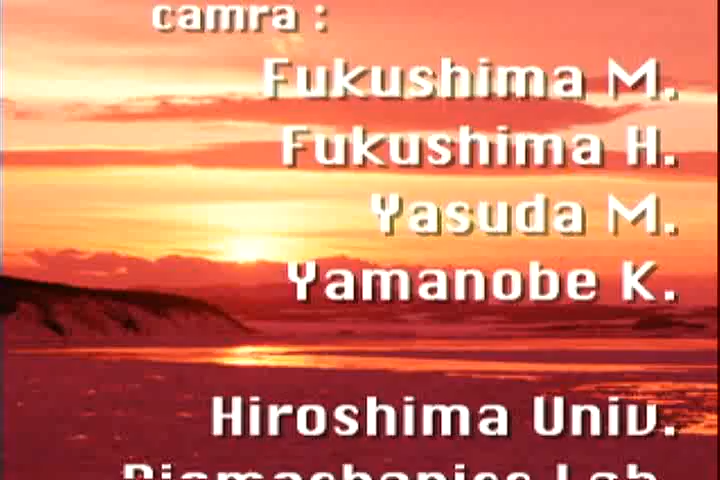 camra :
Fukushima M.
Fukushima H.
Yasuda M.
Yamanobe K.
Hiroshima Univ.